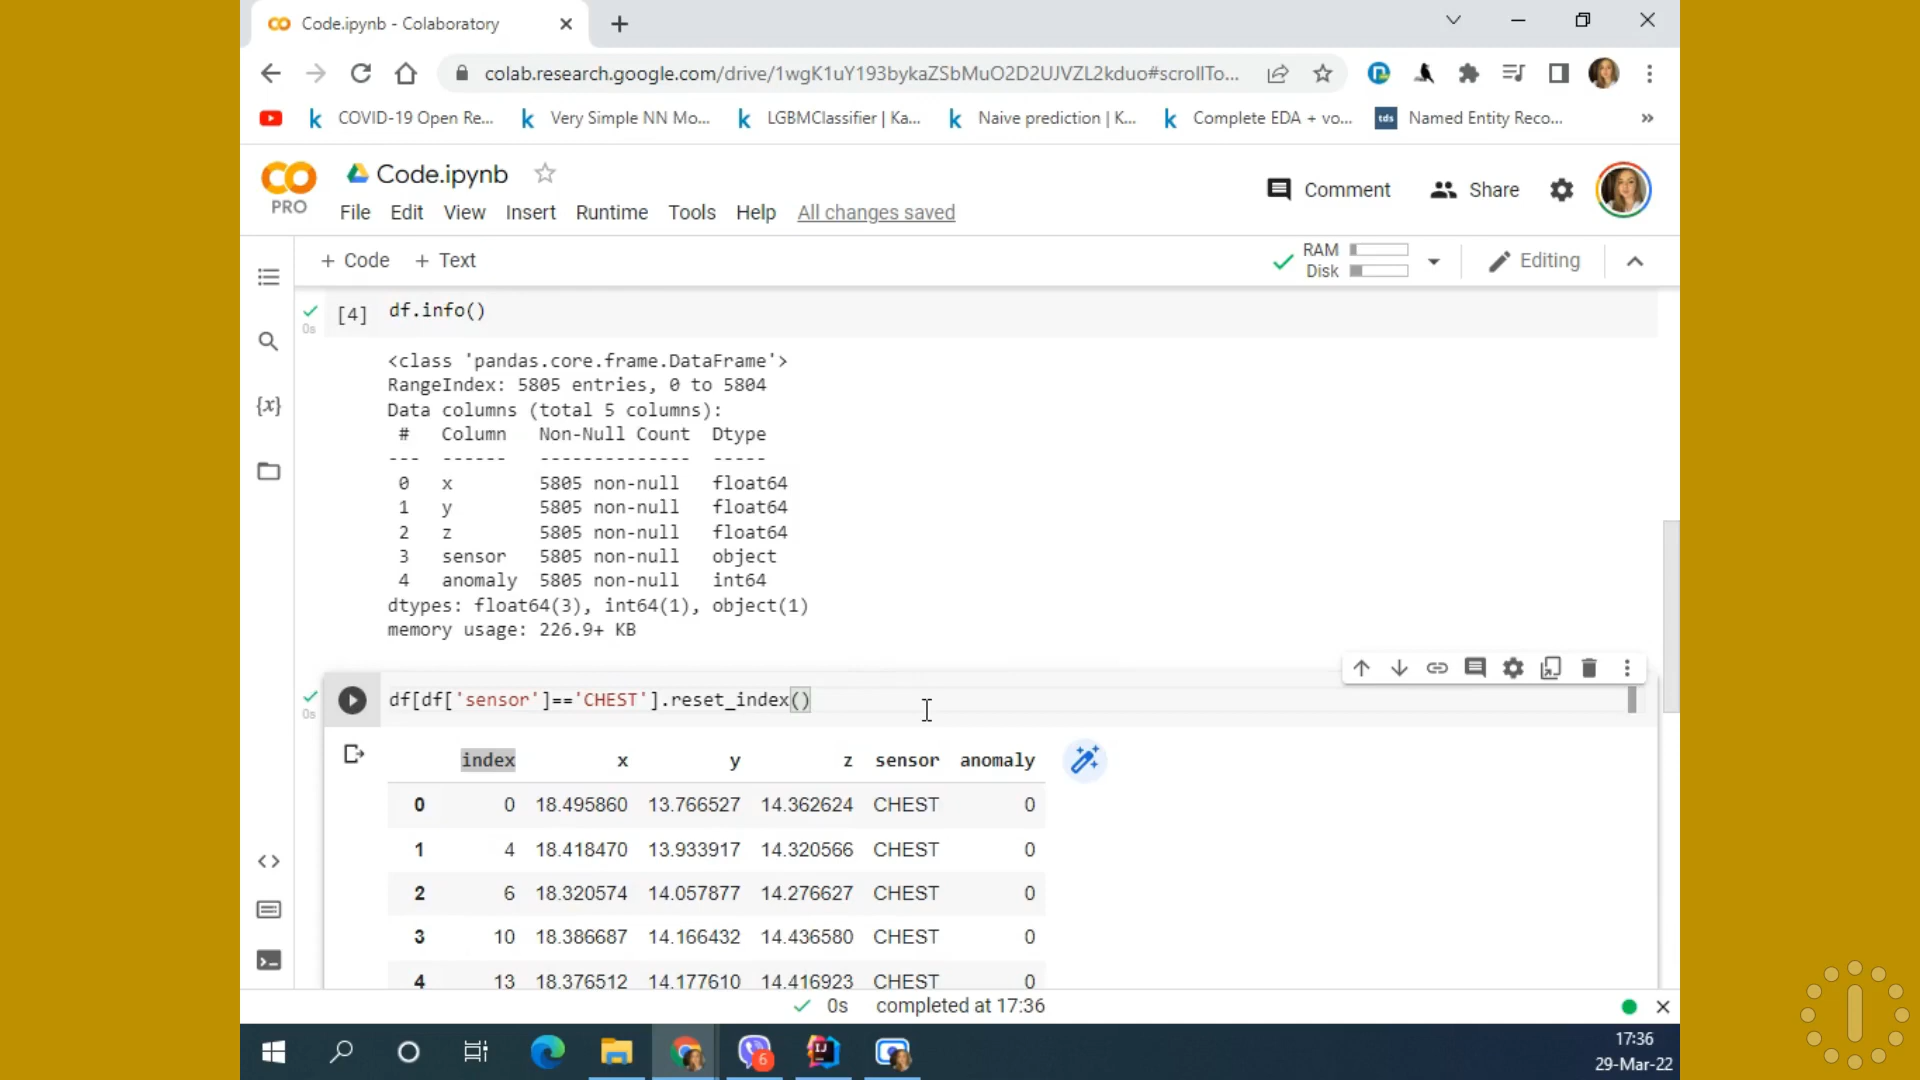 Code.ipynb - Colaboratory
colab.research.google.com/drive/1wgK1uY193bykaZSbMuO2D2UJVZL2kduo#scrollTo...
COVID-19 Open Re... Very Simple NN Mo... LGBMClassifier | Ka... Naive prediction | K... Complete EDA + vo... tds Named Entity Reco... »
Code.ipynb
PRO
Comment Share
File Edit View Insert Runtime Tools Help All changes saved
+ Code + Text
RAM
Disk
Editing
[4] df.info()
0s
<class 'pandas.core.frame.DataFrame'>
RangeIndex: 5805 entries, 0 to 5804
Data columns (total 5 columns):
# Column Non-Null Count Dtype
--- ------ -------------- -----
0 x 5805 non-null float64
1 y 5805 non-null float64
2 z 5805 non-null float64
3 sensor 5805 non-null object
4 anomaly 5805 non-null int64
dtypes: float64(3), int64(1), object(1)
memory usage: 226.9+ KB
df[df['sensor']=='CHEST'].reset_index()
0s
index x y z sensor anomaly
0 0 18.495860 13.766527 14.362624 CHEST 0
1 4 18.418470 13.933917 14.320566 CHEST 0
2 6 18.320574 14.057877 14.276627 CHEST 0
3 10 18.386687 14.166432 14.436580 CHEST 0
4 13 18.376512 14.177610 14.416923 CHEST 0
0s completed at 17:36
6
17:36
29-Mar-22